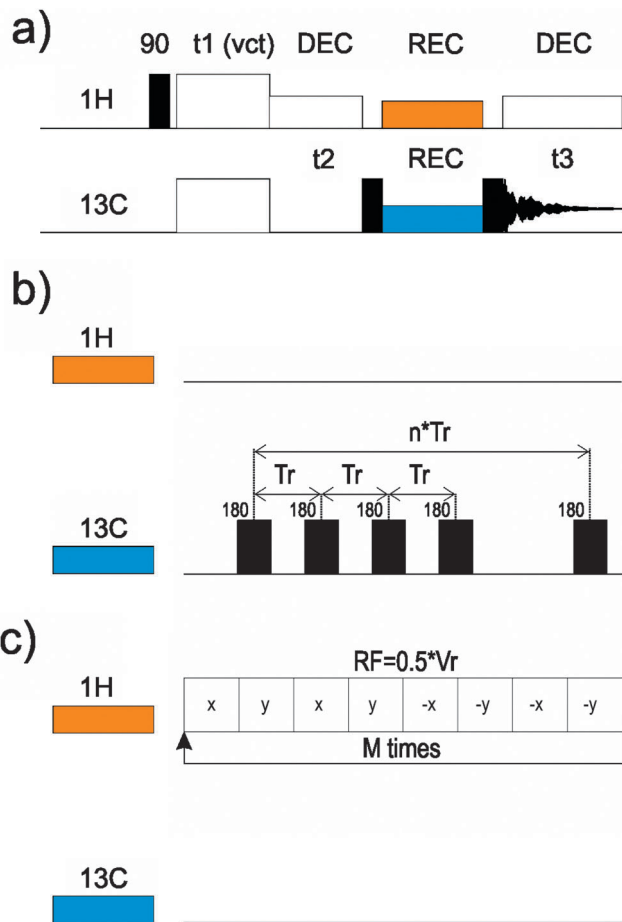 a)
90 t1 (vct) DEC REC DEC
1H
t2 REC t3
13C
b)
1H
n*Tr
Tr Tr Tr
180 180 180 180 180
13C
c)
RF=0.5*Vr
1H
x y x y -x -y -x -y
M times
13C